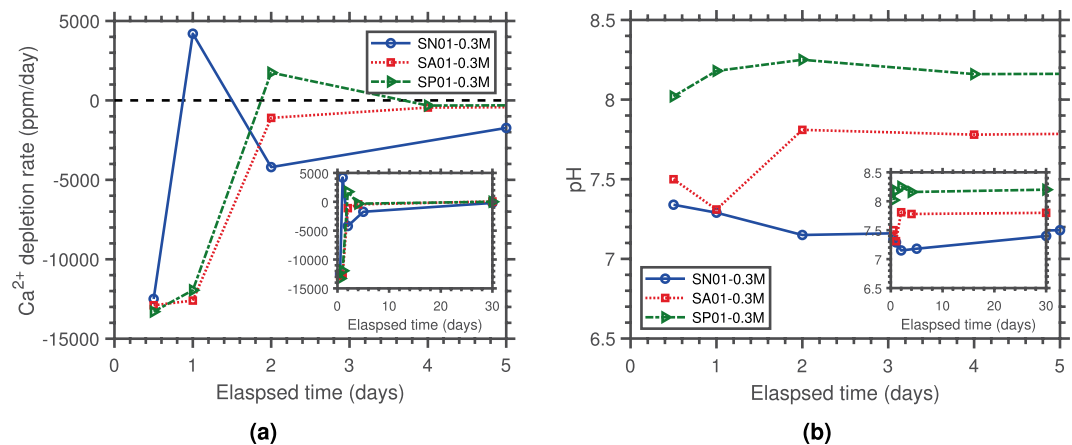 5000
0
-5000
-10000
-15000
Ca2+ depletion rate (ppm/day)
SN01-0.3M
SA01-0.3M
SP01-0.3M
5000
0
-5000
-10000
-15000
0 10 20 30
Elaspsed time (days)
0 1 2 3 4 5
Elaspsed time (days)
(a)
8.5
8
7.5
7
6.5
pH
SN01-0.3M
SA01-0.3M
SP01-0.3M
8.5
8
7.5
7
6.5
0 10 20 30
Elaspsed time (days)
0 1 2 3 4 5
Elaspsed time (days)
(b)